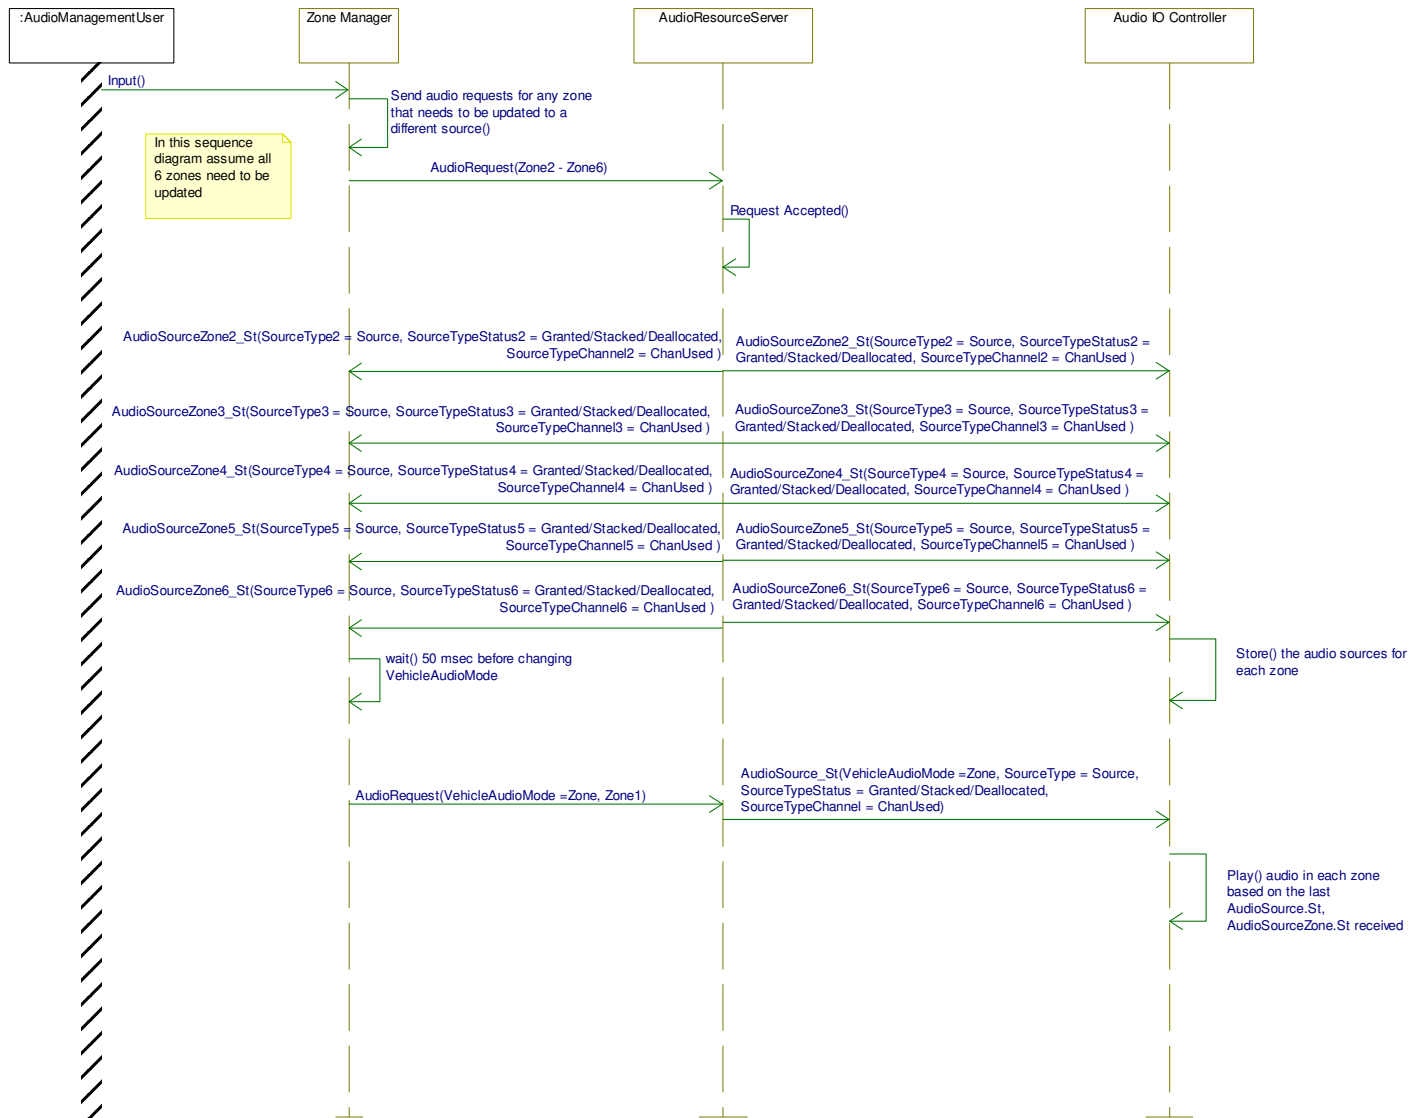 :AudioManagementUser
Zone Manager
AudioResourceServer
Audio IO Controller
Input()
Send audio requests for any zone
that needs to be updated to a
different source()
In this sequence
diagram assume all
6 zones need to be
updated
AudioRequest(Zone2 - Zone6)
Request Accepted()
AudioSourceZone2_St(SourceType2 = Source, SourceTypeStatus2 = Granted/Stacked/Deallocated,
SourceTypeChannel2 = ChanUsed )
AudioSourceZone2_St(SourceType2 = Source, SourceTypeStatus2 =
Granted/Stacked/Deallocated, SourceTypeChannel2 = ChanUsed )
AudioSourceZone3_St(SourceType3 = Source, SourceTypeStatus3 = Granted/Stacked/Deallocated,
SourceTypeChannel3 = ChanUsed )
AudioSourceZone3_St(SourceType3 = Source, SourceTypeStatus3 =
Granted/Stacked/Deallocated, SourceTypeChannel3 = ChanUsed )
AudioSourceZone4_St(SourceType4 = Source, SourceTypeStatus4 = Granted/Stacked/Deallocated,
SourceTypeChannel4 = ChanUsed )
AudioSourceZone4_St(SourceType4 = Source, SourceTypeStatus4 =
Granted/Stacked/Deallocated, SourceTypeChannel4 = ChanUsed )
AudioSourceZone5_St(SourceType5 = Source, SourceTypeStatus5 = Granted/Stacked/Deallocated,
SourceTypeChannel5 = ChanUsed )
AudioSourceZone5_St(SourceType5 = Source, SourceTypeStatus5 =
Granted/Stacked/Deallocated, SourceTypeChannel5 = ChanUsed )
AudioSourceZone6_St(SourceType6 = Source, SourceTypeStatus6 = Granted/Stacked/Deallocated,
SourceTypeChannel6 = ChanUsed )
AudioSourceZone6_St(SourceType6 = Source, SourceTypeStatus6 =
Granted/Stacked/Deallocated, SourceTypeChannel6 = ChanUsed )
wait() 50 msec before changing
VehicleAudioMode
Store() the audio sources for
each zone
AudioRequest(VehicleAudioMode =Zone, Zone1)
AudioSource_St(VehicleAudioMode =Zone, SourceType = Source,
SourceTypeStatus = Granted/Stacked/Deallocated,
SourceTypeChannel = ChanUsed)
Play() audio in each zone
based on the last
AudioSource.St,
AudioSourceZone.St received